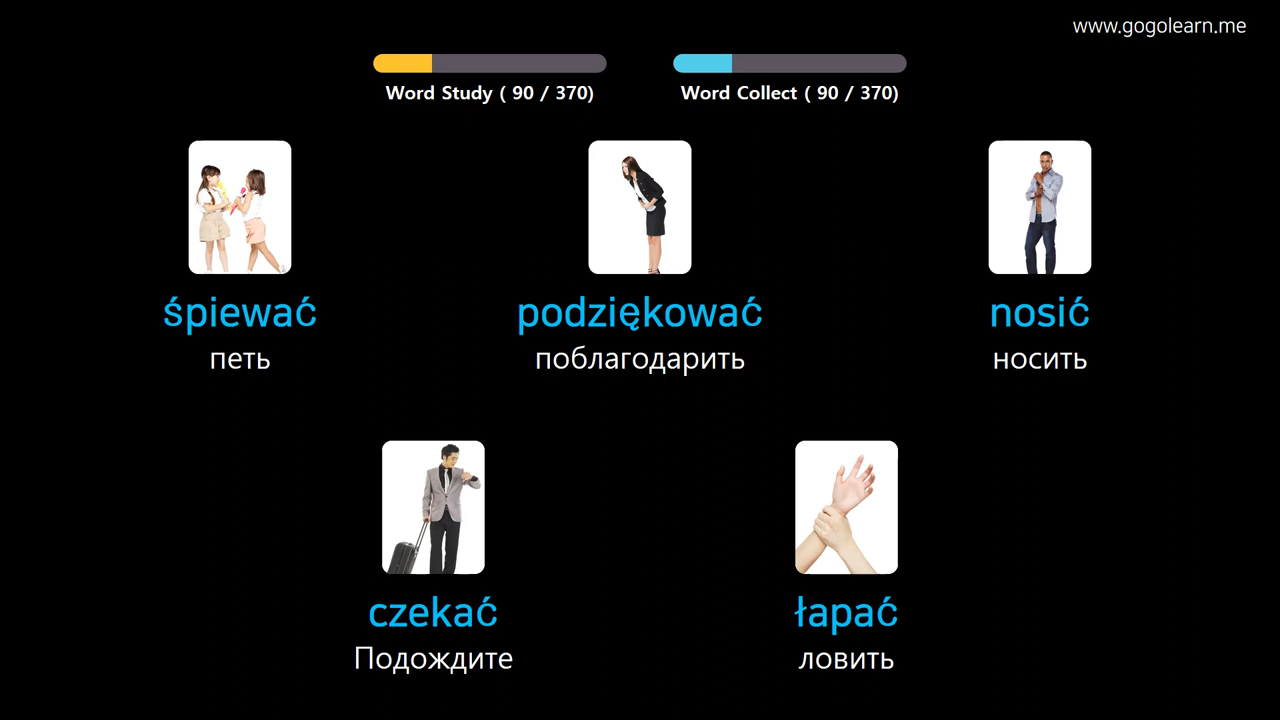 www.gogolearn.me
Word Study ( 90 / 370)
Word Collect ( 90 / 370)
śpiewać
петь
podziękować
поблагодарить
nosić
носить
czekać
Подождите
łapać
ловить